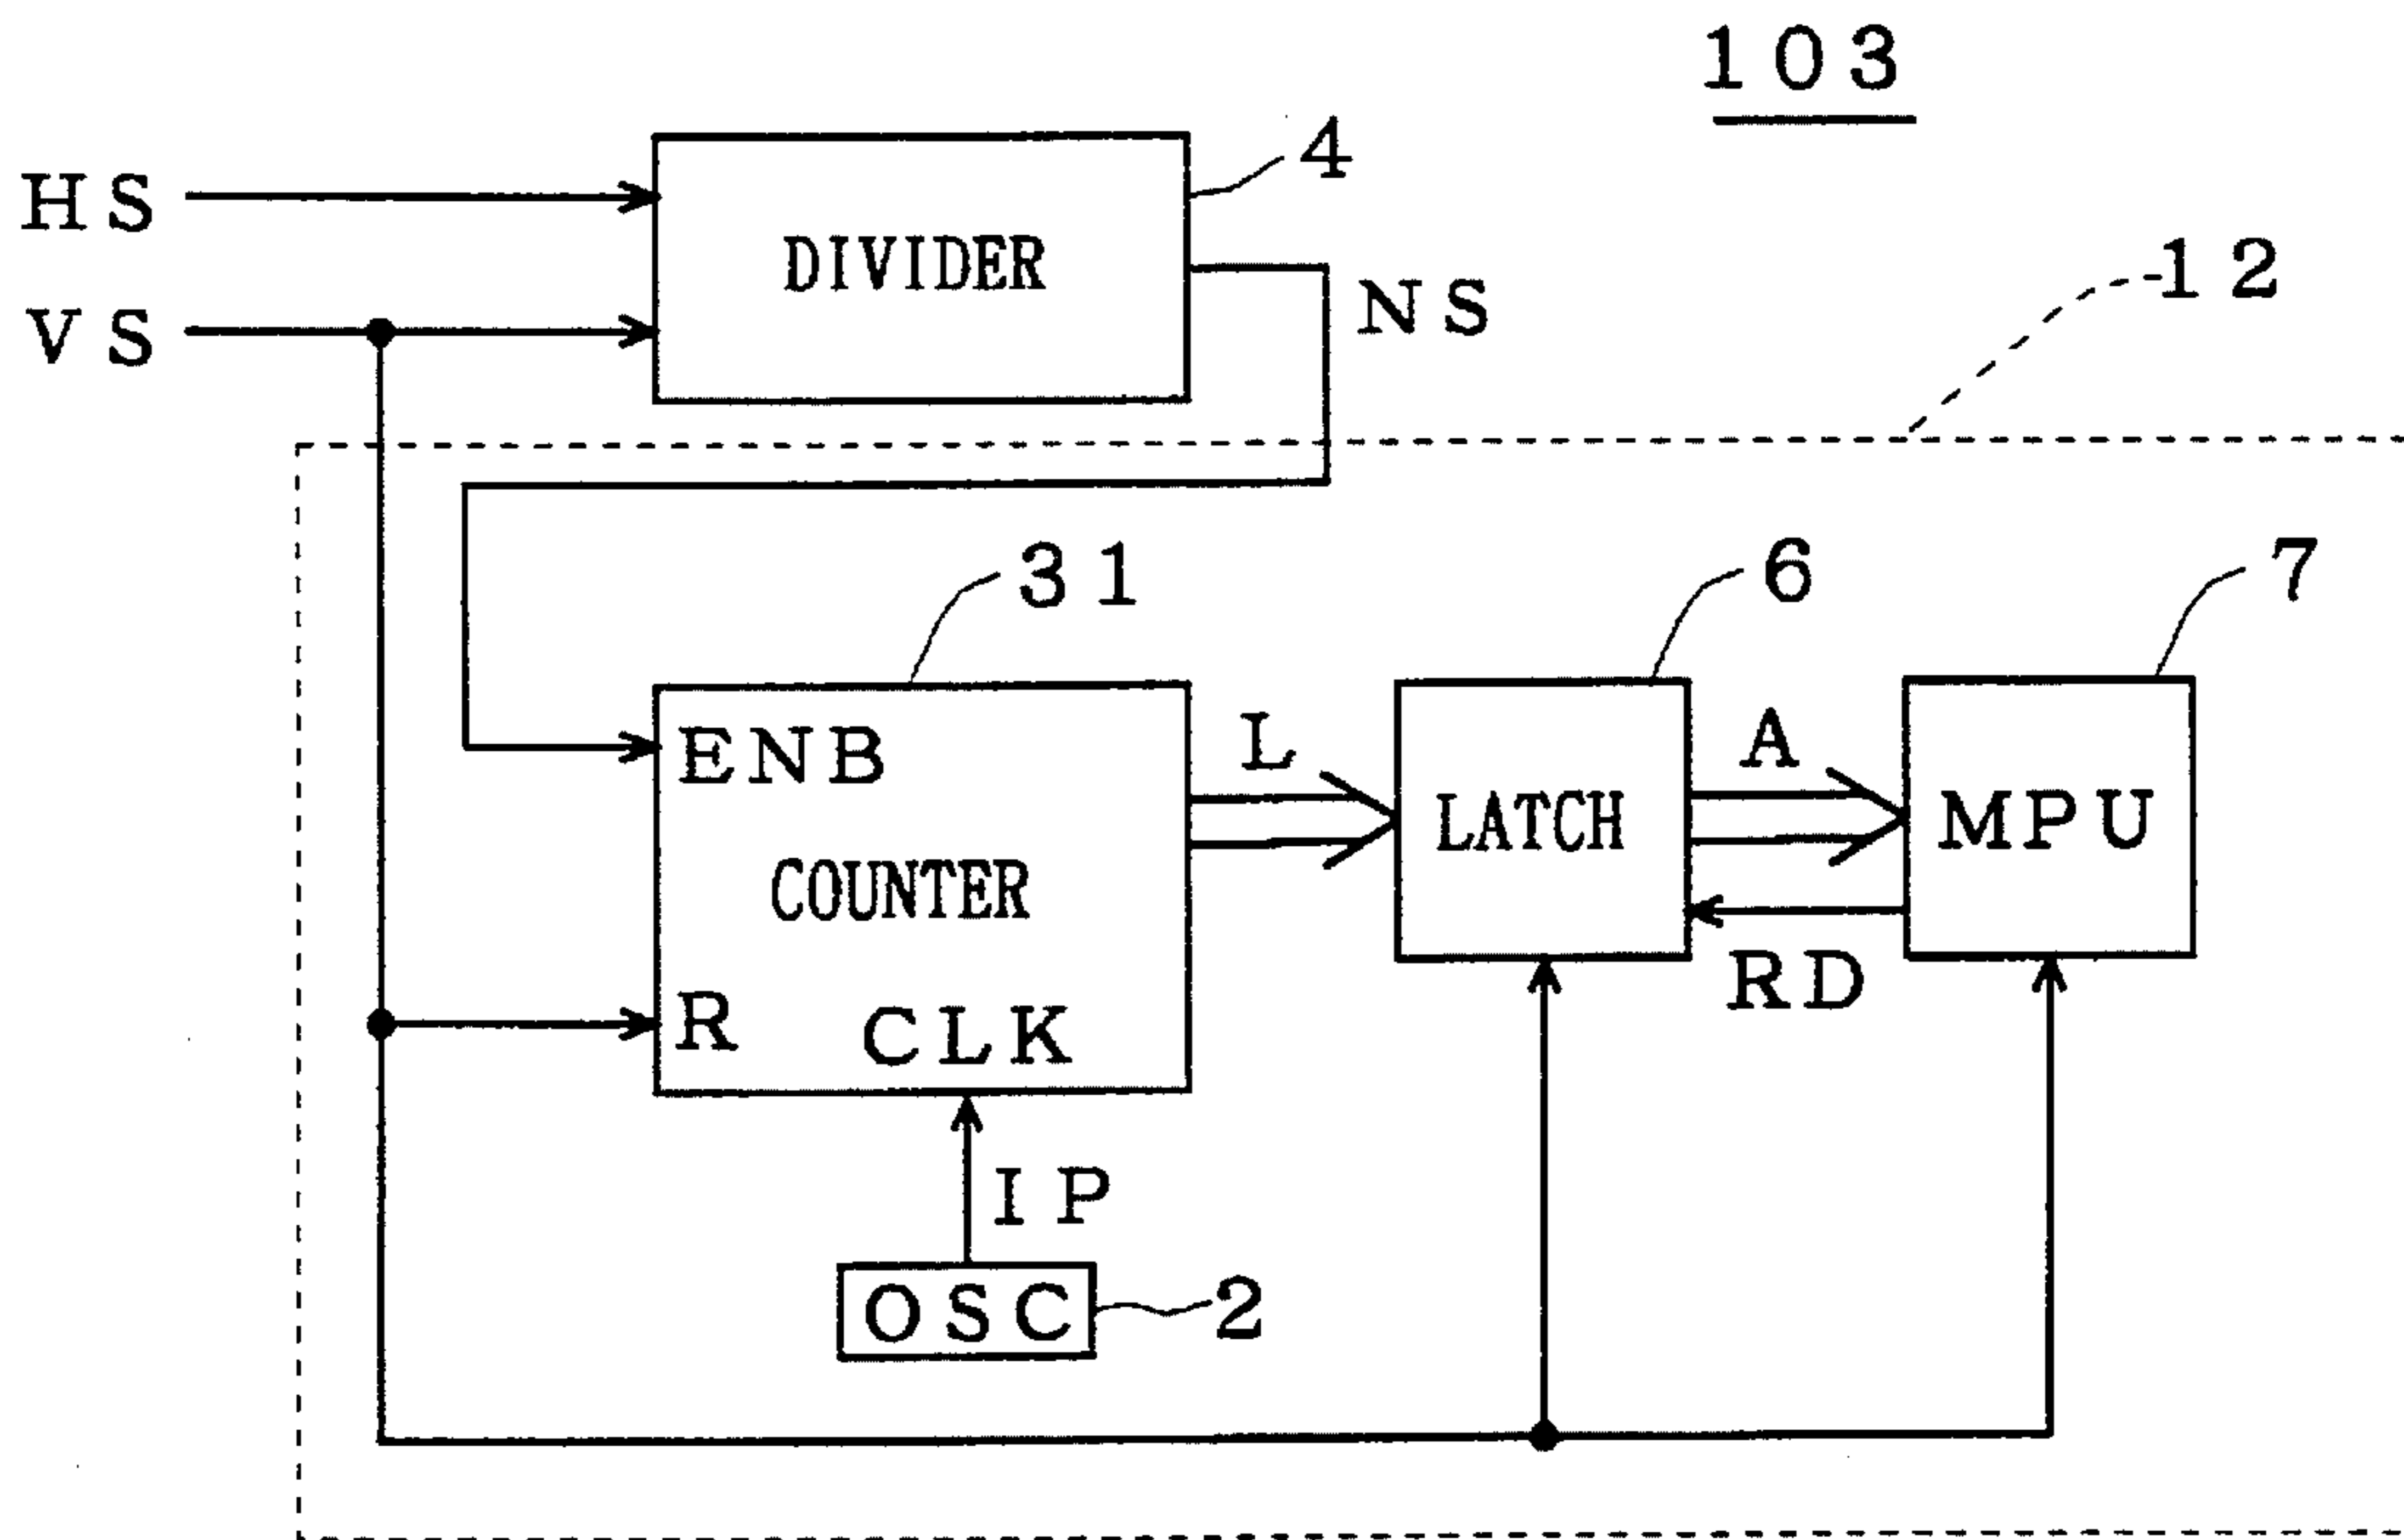 103
HS
4
DIVIDER
12
NS
VS
31
6
7
ENB
L
A
LATCH
MPU
COUNTER
RD
R
CLK
IP
OSC
2